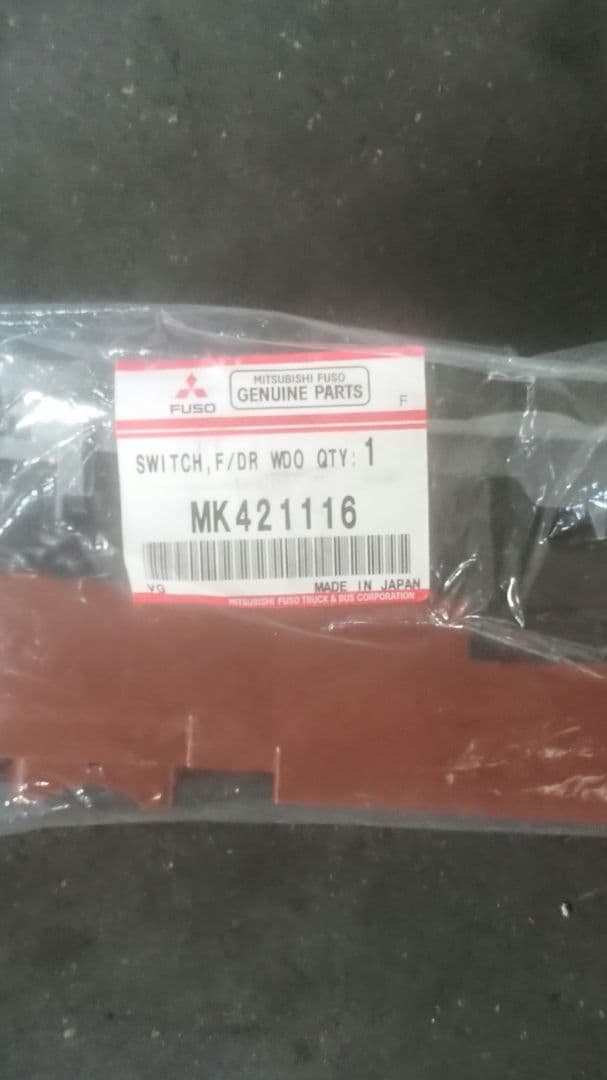 MITSUBISHI FUSO
GENUINE PARTS
FUSO
F
SWITCH,F/DR WDO QTY: 1
MK421116
YG MADE IN JAPAN
MITSUBISHI FUSO TRUCK & BUS CORPORATION